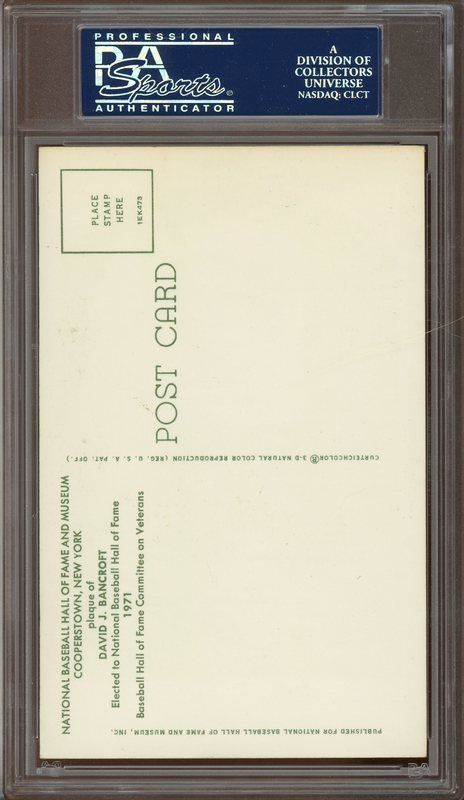 PROFESSIONAL
PSA
Sports®
AUTHENTICATOR
A
DIVISION OF
COLLECTORS
UNIVERSE
NASDAQ: CLCT
NATIONAL BASEBALL HALL OF FAME AND MUSEUM
COOPERSTOWN, NEW YORK
plaque of
DAVID J. BANCROFT
Elected to National Baseball Hall of Fame
1971
Baseball Hall of Fame Committee on Veterans
POST CARD
PLACE
STAMP
HERE
1EK473
CURTEICHCOLOR® 3-D NATURAL COLOR REPRODUCTION (REG. U. S. A. PAT. OFF.)
PUBLISHED FOR NATIONAL BASEBALL HALL OF FAME AND MUSEUM, INC.